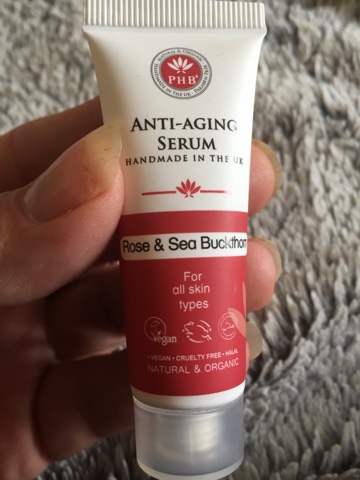 PHB
ANTI-AGING
SERUM
HANDMADE IN THE UK
Rose & Sea Buckthorn
For
all skin
types
vegan
• VEGAN • CRUELTY FREE • HALAL
NATURAL & ORGANIC